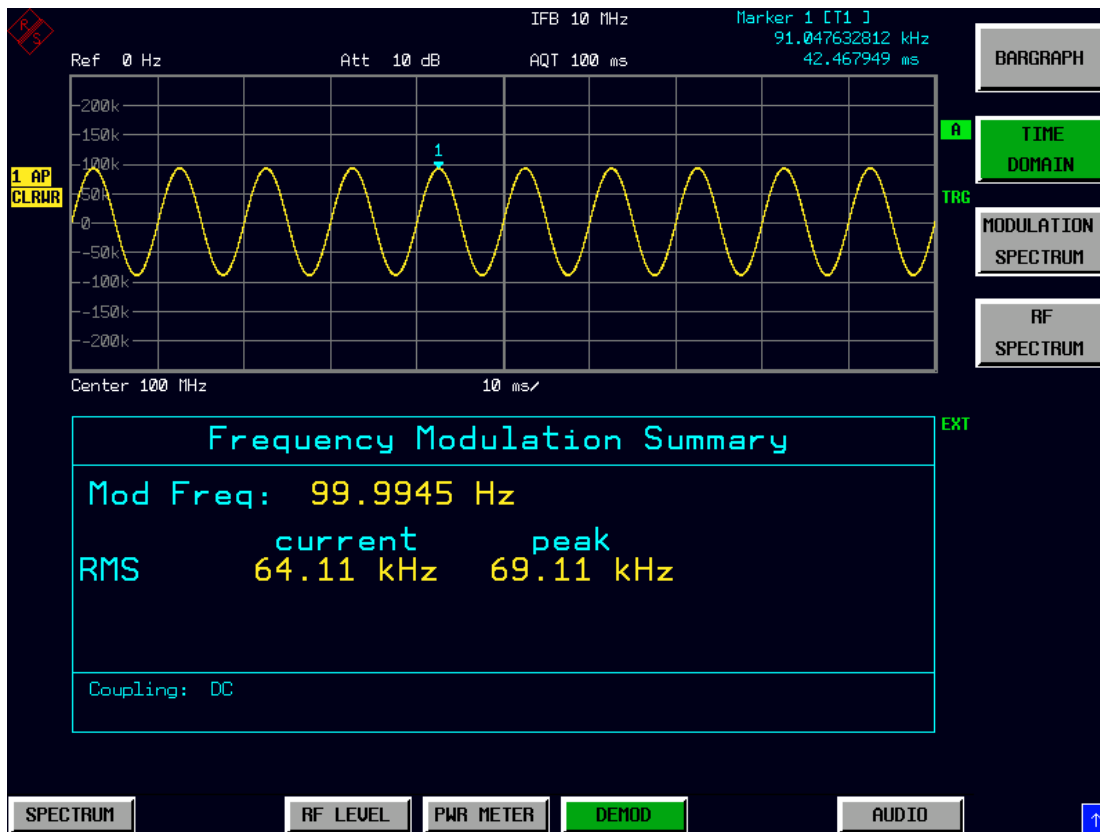 R S
IFB 10 MHz Marker 1 [T1 ]
91.047632812 kHz
Ref 0 Hz Att 10 dB AQT 100 ms 42.467949 ms
BARGRAPH
200k
-150k
A
TIME
DOMAIN
1
100k
1 AP
CLRWR
50k
TRG
MODULATION
SPECTRUM
0
-50k
-100k
-150k
-200k
RF
SPECTRUM
Center 100 MHz 10 ms/
EXT
Frequency Modulation Summary
Mod Freq: 99.9945 Hz
current peak
RMS 64.11 kHz 69.11 kHz
Coupling: DC
SPECTRUM RF LEVEL PWR METER DEMOD AUDIO ↑